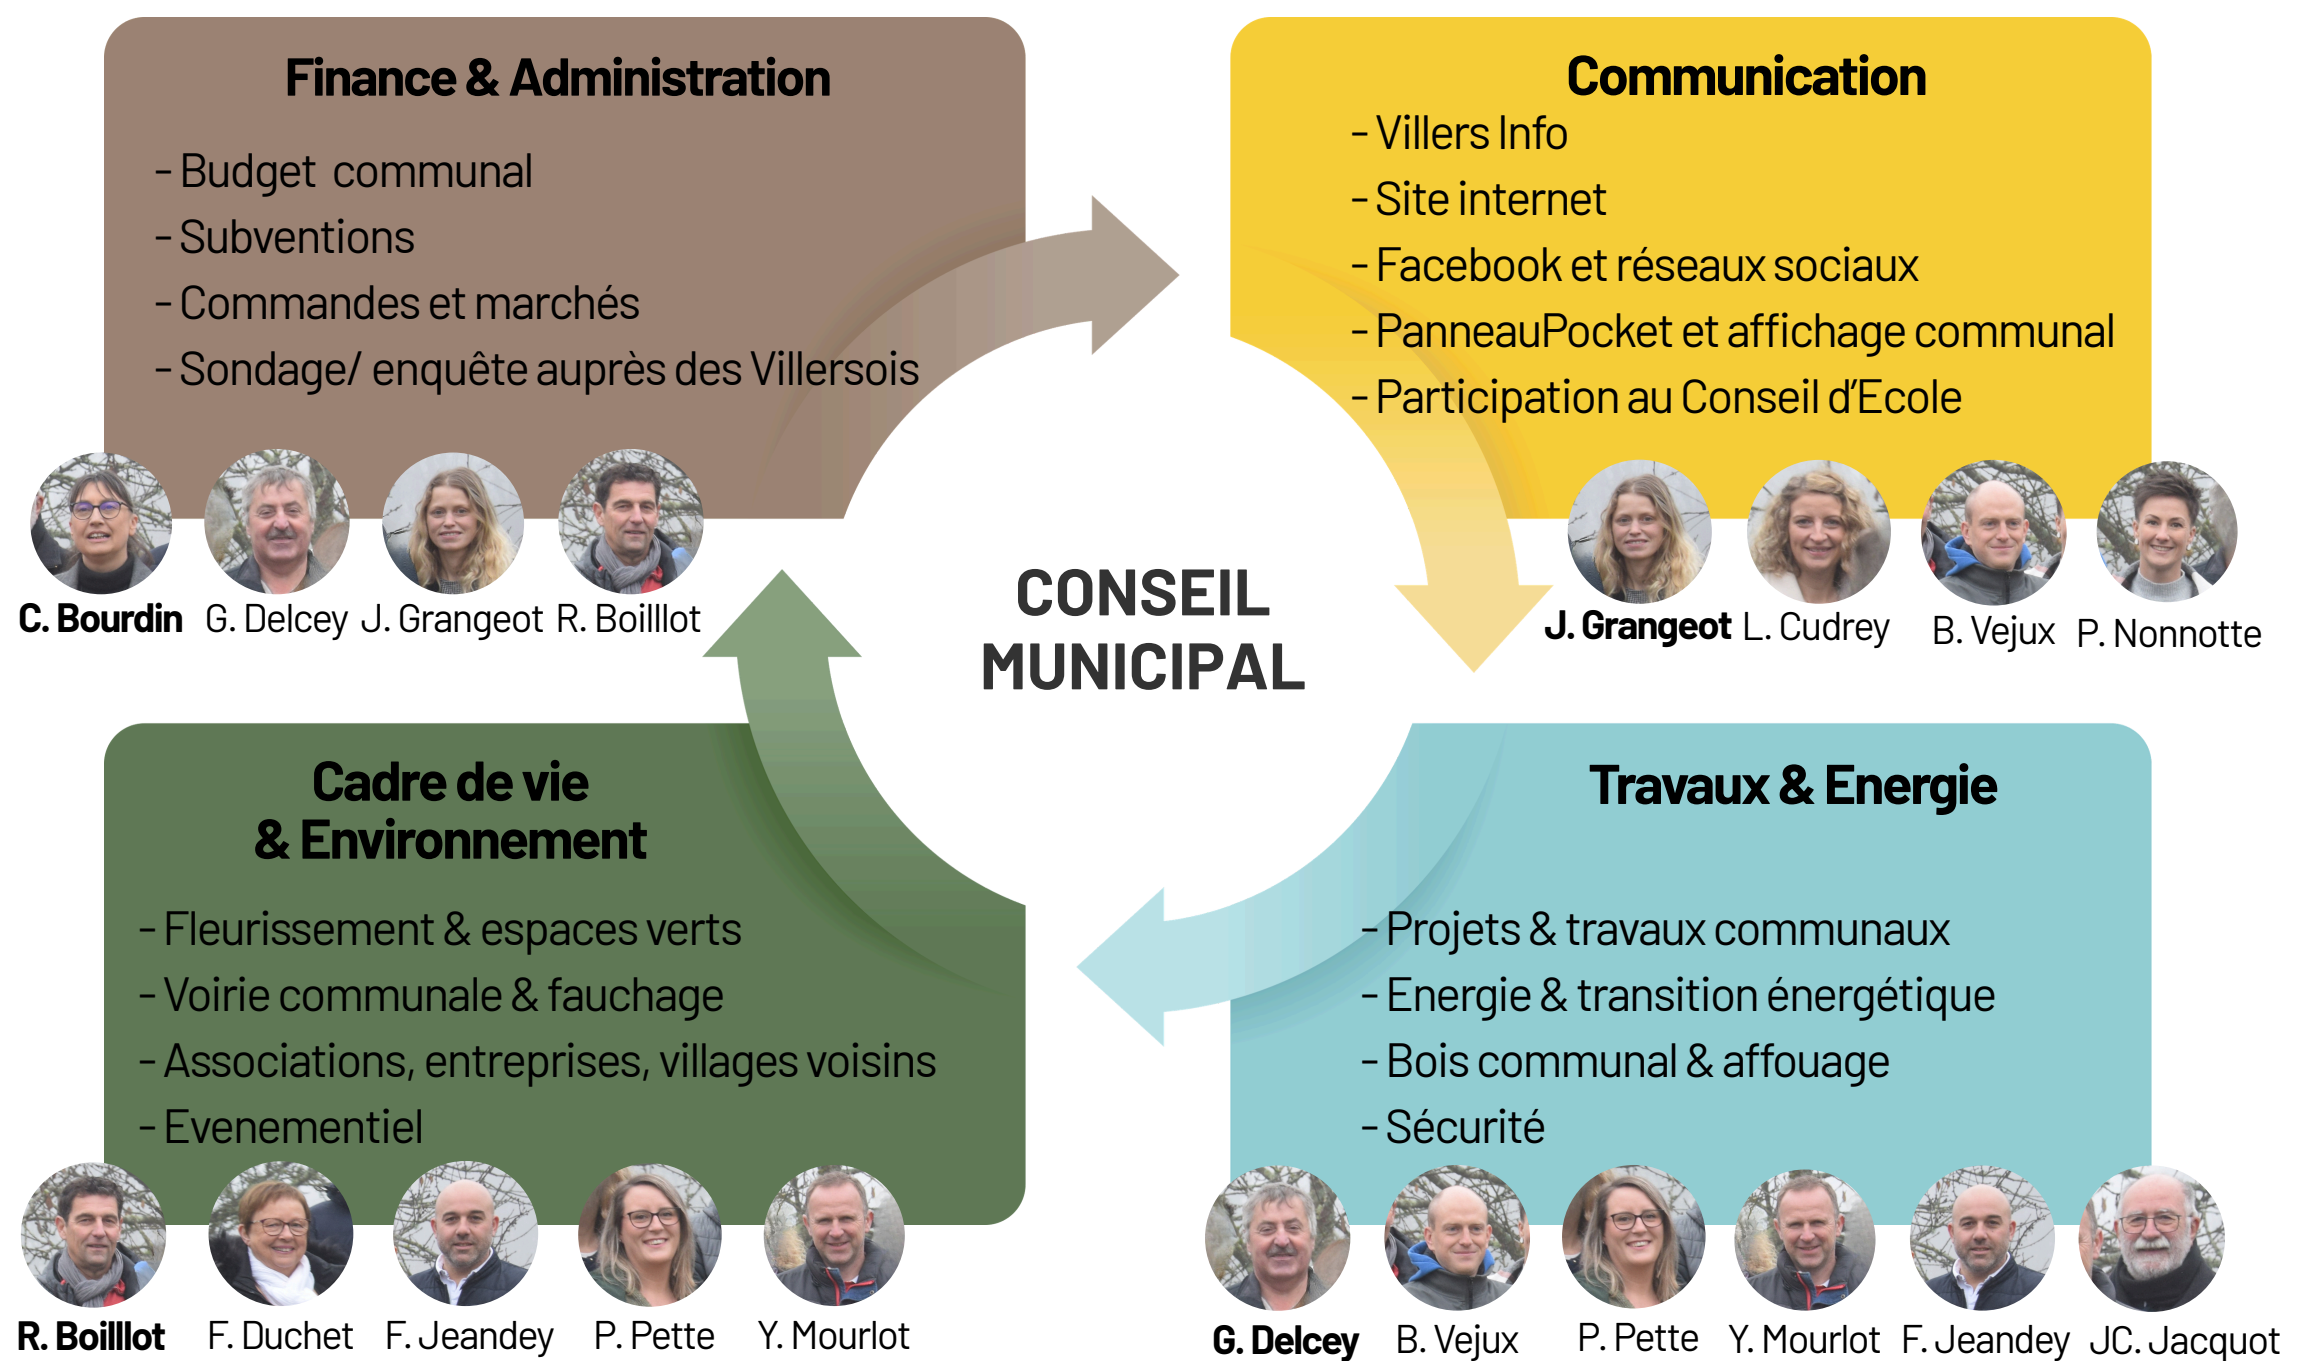 Finance & Administration
- Budget communal
- Subventions
- Commandes et marchés
- Sondage/ enquête auprès des Villersois
C. Bourdin G. Delcey J. Grangeot R. Boilllot
Communication
- Villers Info
- Site internet
- Facebook et réseaux sociaux
- PanneauPocket et affichage communal
- Participation au Conseil d’Ecole
J. Grangeot L. Cudrey B. Vejux P. Nonnotte
CONSEIL
MUNICIPAL
Cadre de vie
& Environnement
- Fleurissement & espaces verts
- Voirie communale & fauchage
- Associations, entreprises, villages voisins
- Evenementiel
R. Boilllot F. Duchet F. Jeandey P. Pette Y. Mourlot
Travaux & Energie
- Projets & travaux communaux
- Energie & transition énergétique
- Bois communal & affouage
- Sécurité
G. Delcey B. Vejux P. Pette Y. Mourlot F. Jeandey JC. Jacquot